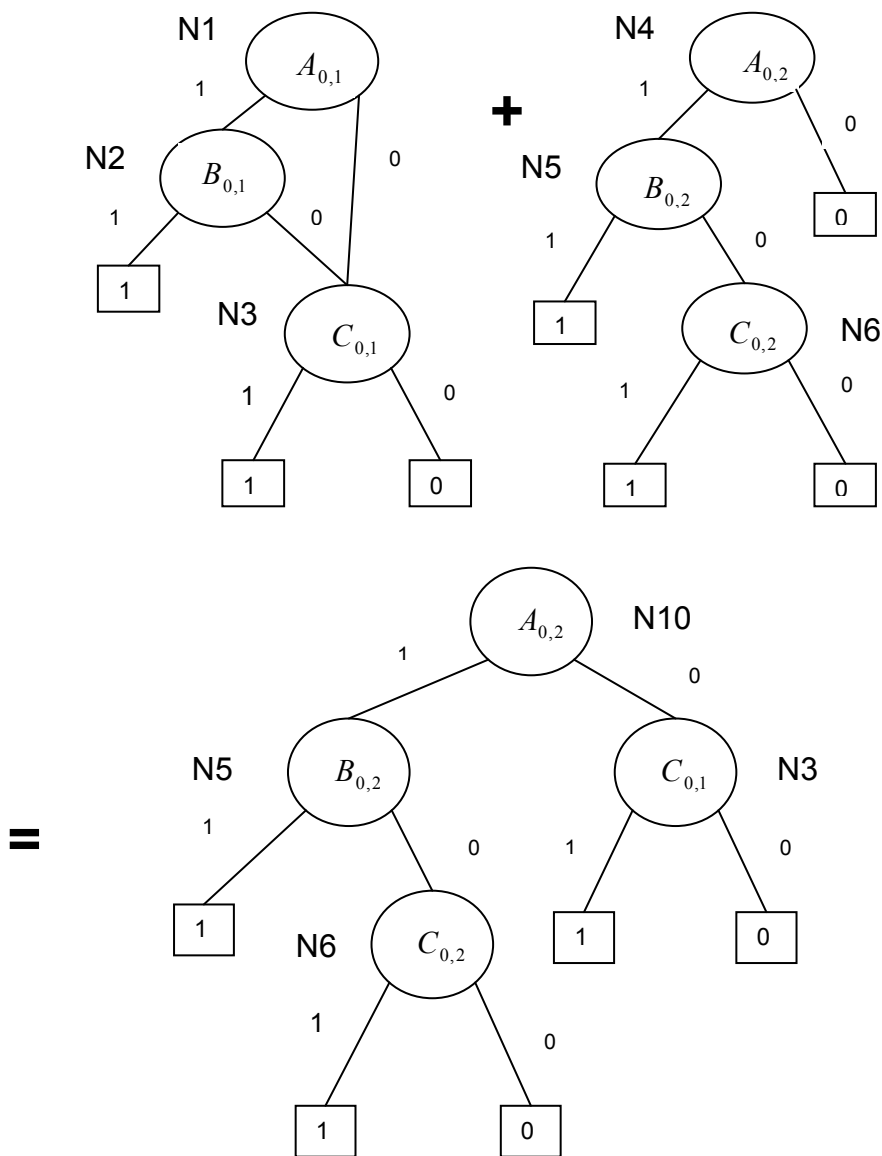 N1 A0,1 N4 A0,2
1 + 1
0 0
N2 B0,1 N5 B0,2 0
1 0 1 0
1 N3 C0,1 1 C0,2 N6
1 0 1 0
1 0 1 0
A0,2 N10
1 0
N5 B0,2 C0,1 N3
= 1 0 1 0
1 N6 C0,2 1 0
1 0
1 0